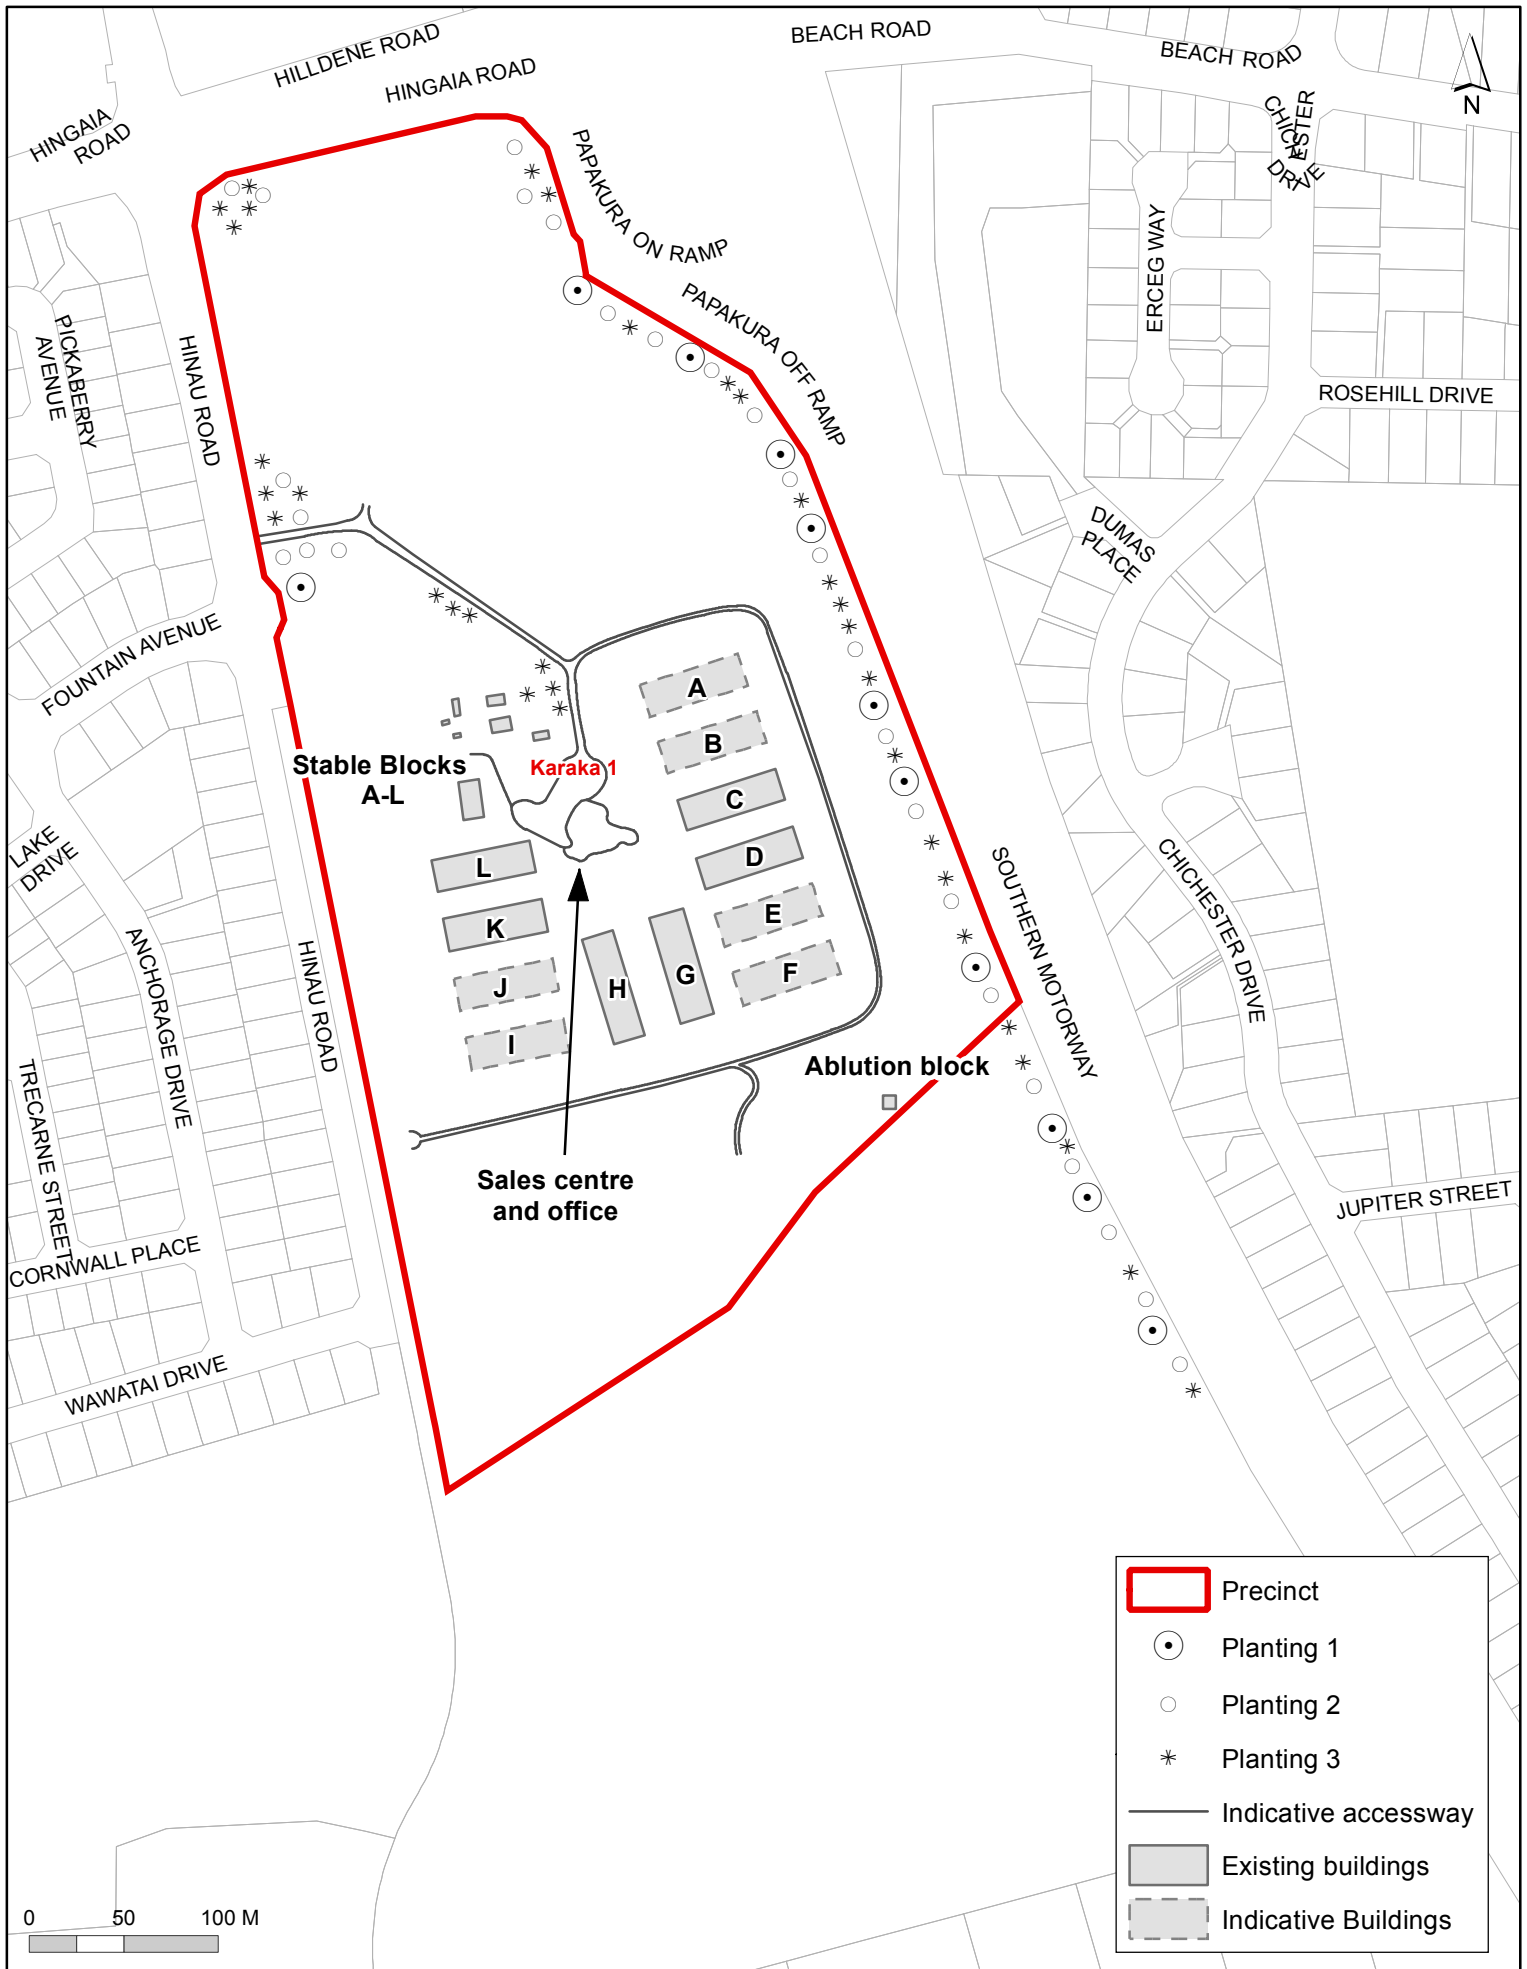 HILLDENE ROAD
BEACH ROAD
BEACH ROAD
HINGAIA ROAD
HINGAIA
ROAD
CHICH
ESTER
DRIVE
N
PAPAKURA ON RAMP
PAPAKURA OFF RAMP
ERCEG WAY
PICKABERRY
AVENUE
HINAU ROAD
ROSEHILL DRIVE
DUMAS
PLACE
FOUNTAIN AVENUE
A
B
Stable Blocks
A-L
Karaka 1
C
D
LAKE
DRIVE
L
K
E
SOUTHERN MOTORWAY
CHICHESTER DRIVE
ANCHORAGE DRIVE
HINAU ROAD
J
H
G
F
I
Ablution block
TRECARNE STREET
Sales centre
and office
JUPITER STREET
CORNWALL PLACE
WAWATAI DRIVE
Precinct
Planting 1
Planting 2
Planting 3
Indicative accessway
Existing buildings
Indicative Buildings
0 50 100 M